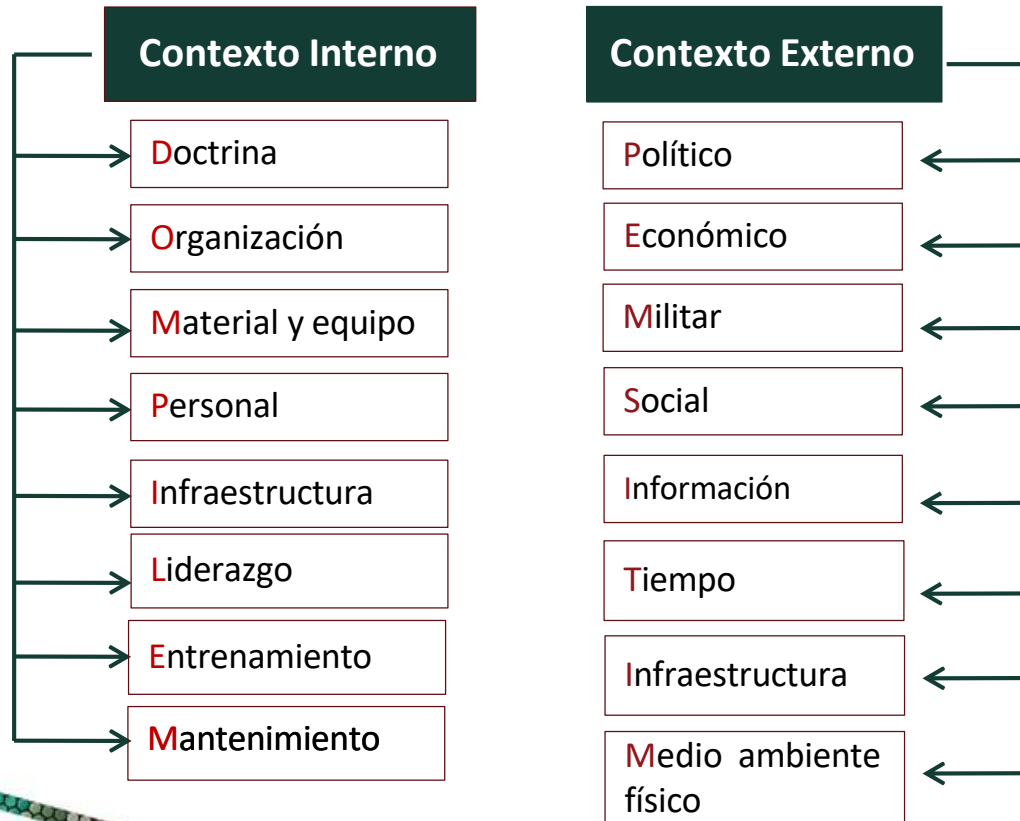 Contexto Interno
Doctrina
Organización
Material y equipo
Personal
Infraestructura
Liderazgo
Entrenamiento
Mantenimiento
Contexto Externo
Político
Económico
Militar
Social
Información
Tiempo
Infraestructura
Medio ambiente
físico